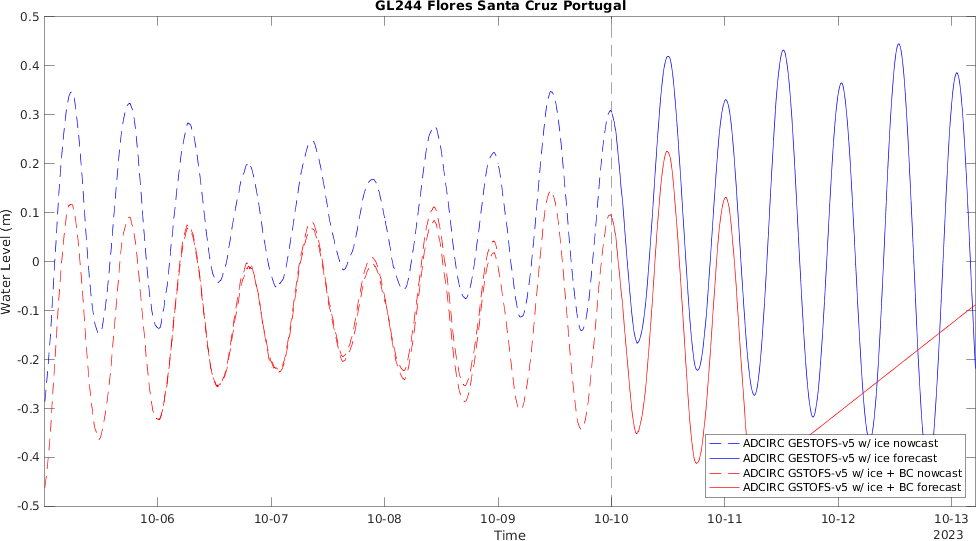 GL244 Flores Santa Cruz Portugal
0.5
0.4
0.3
0.2
0.1
0
-0.1
-0.2
-0.3
-0.4
-0.5
Water Level (m)
ADCIRC GESTOFS-v5 w/ ice nowcast
ADCIRC GESTOFS-v5 w/ ice forecast
ADCIRC GSTOFS-v5 w/ ice + BC nowcast
ADCIRC GSTOFS-v5 w/ ice + BC forecast
10-06 10-07 10-08 10-09 10-10 10-11 10-12 10-13
Time 2023